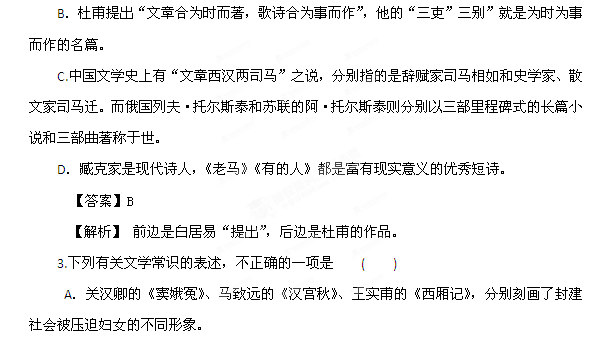 B．杜甫提出“文章合为时而著，歌诗合为事而作”，他的“三吏”三别”就是为时为事
而作的名篇。
C.中国文学史上有“文章西汉两司马”之说，分别指的是辞赋家司马相如和史学家、散
文家司马迁。而俄国列夫·托尔斯泰和苏联的阿·托尔斯泰则分别以三部里程碑式的长篇小
说和三部曲著称于世。
D．臧克家是现代诗人，《老马》《有的人》都是富有现实意义的优秀短诗。
【答案】B
【解析】 前边是白居易“提出”，后边是杜甫的作品。
3.下列有关文学常识的表述，不正确的一项是 （ ）
A．关汉卿的《窦娥冤》、马致远的《汉宫秋》、王实甫的《西厢记》，分别刻画了封建
社会被压迫妇女的不同形象。